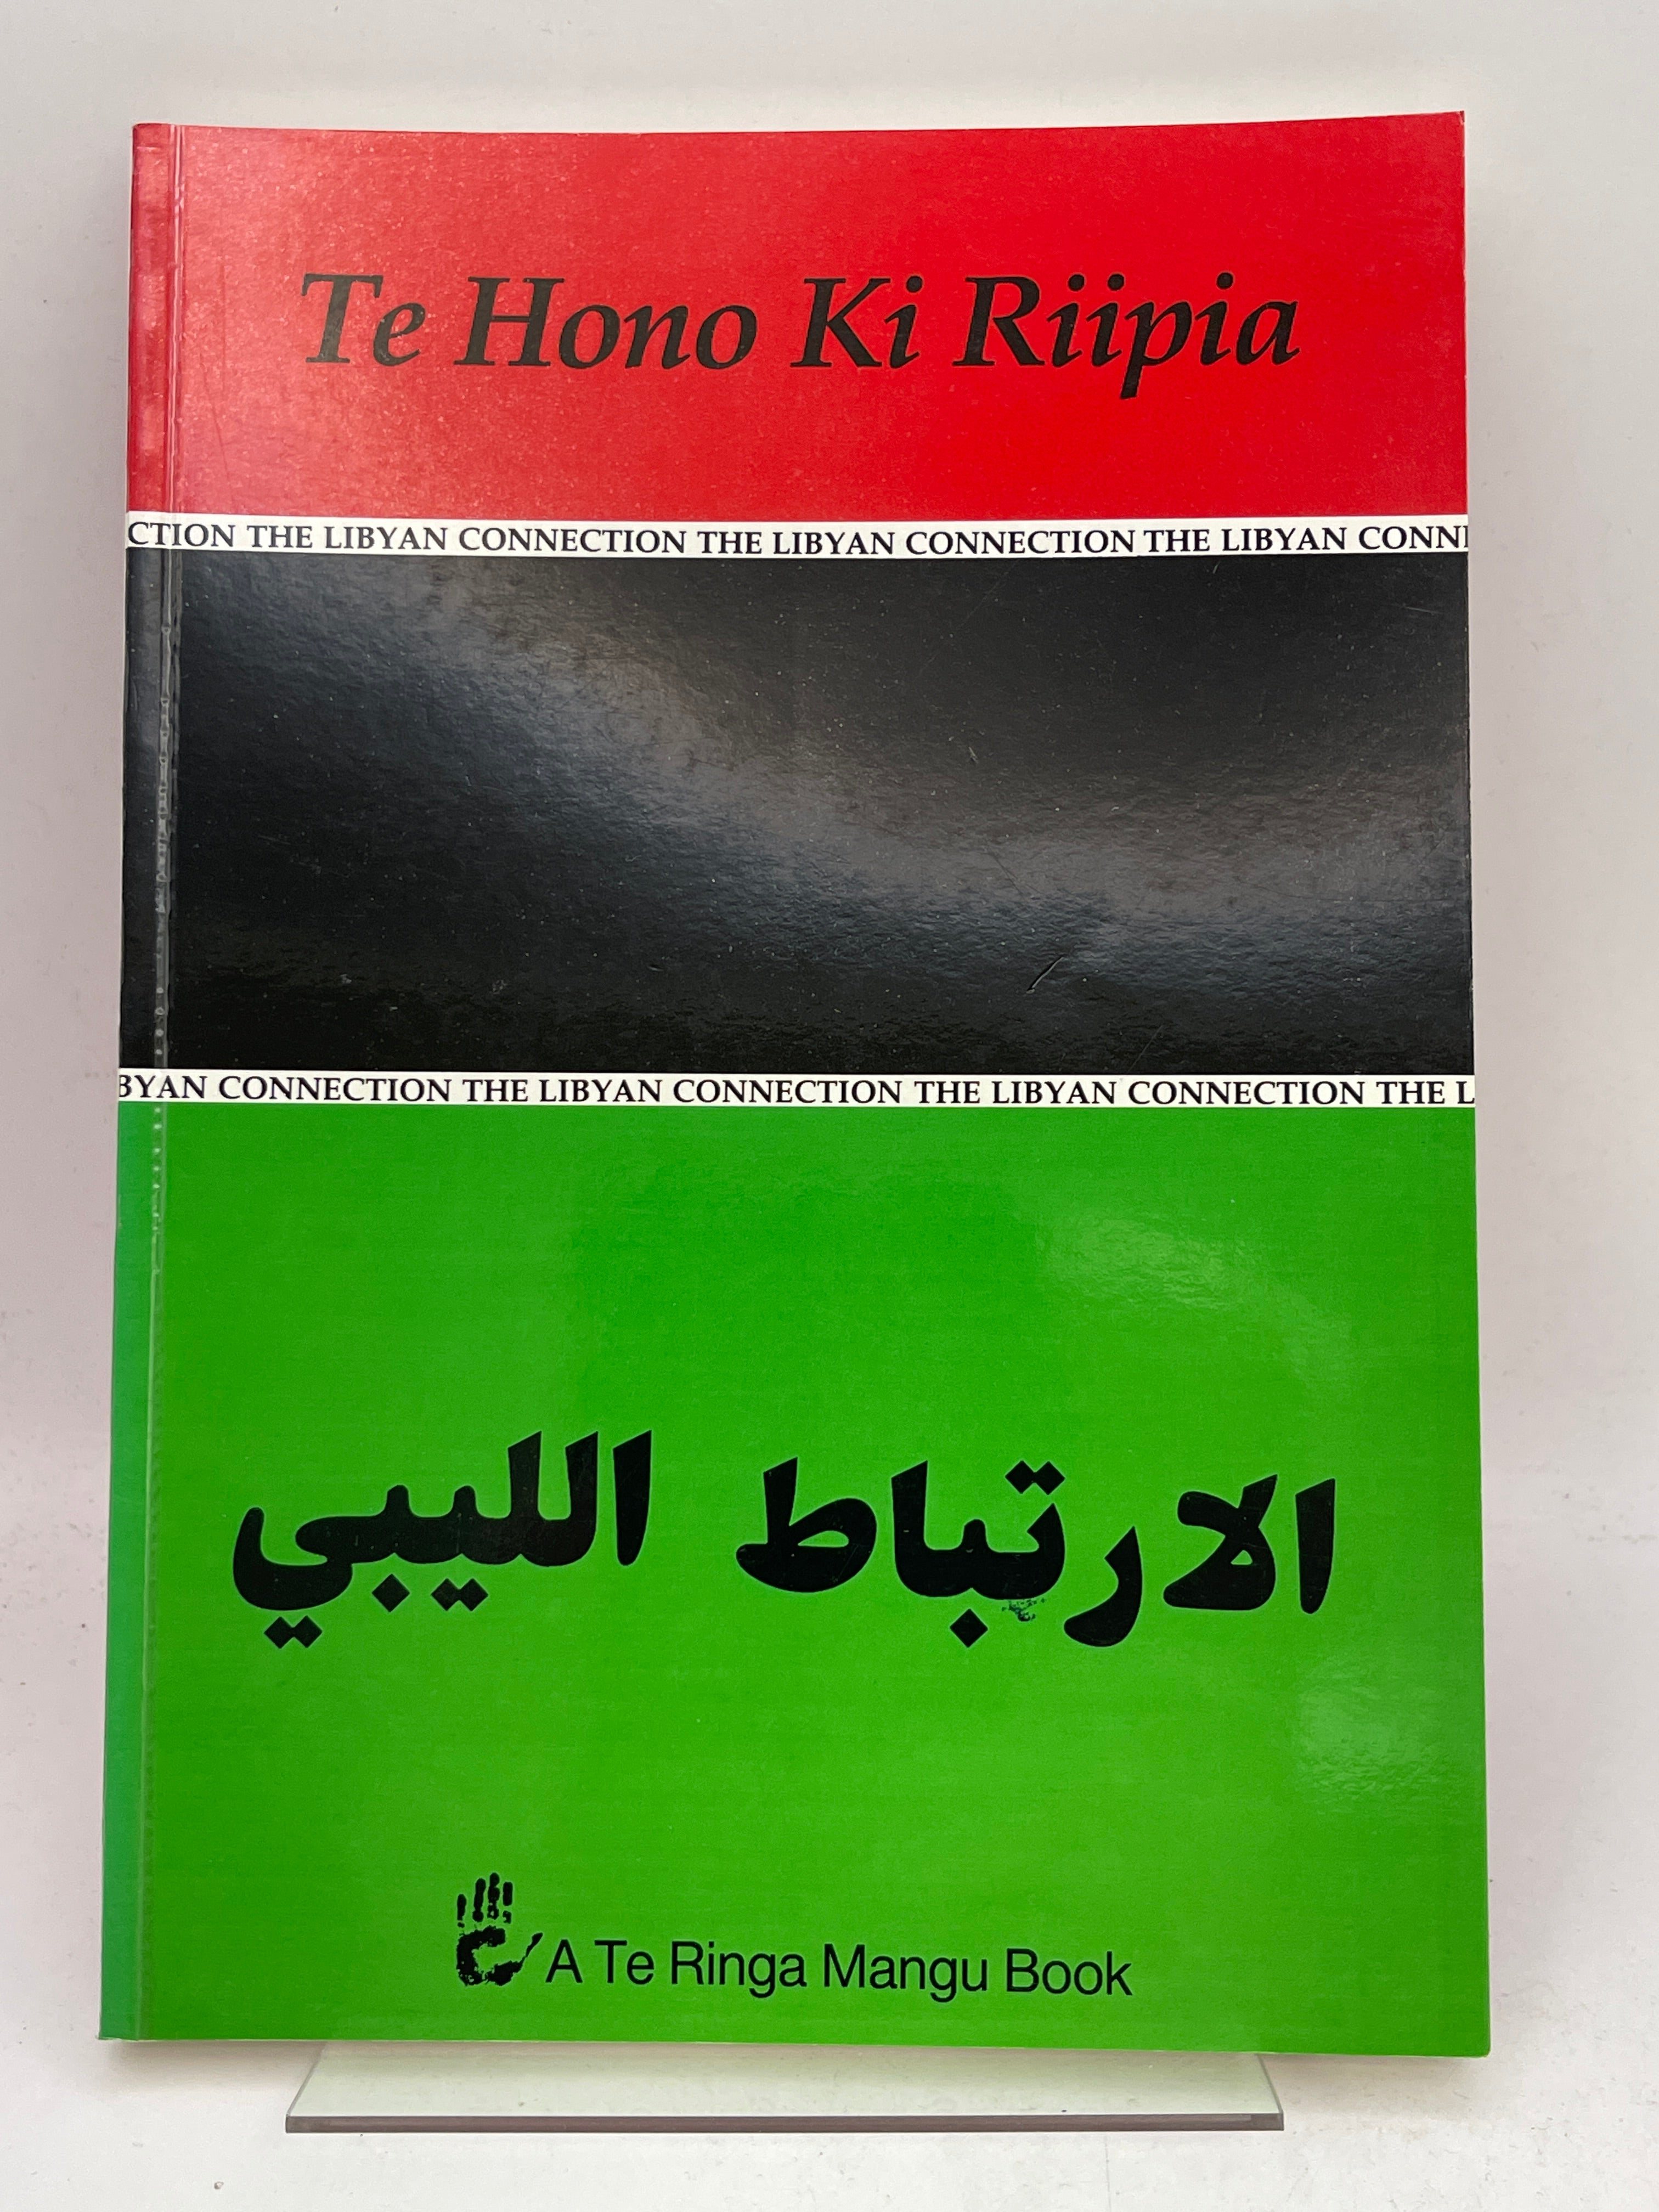 Te Hono Ki Riipia
CTION THE LIBYAN CONNECTION THE LIBYAN CONNECTION THE LIBYAN CONN
BYAN CONNECTION THE LIBYAN CONNECTION THE LIBYAN CONNECTION THE L
الارتباط الليبي
A Te Ringa Mangu Book